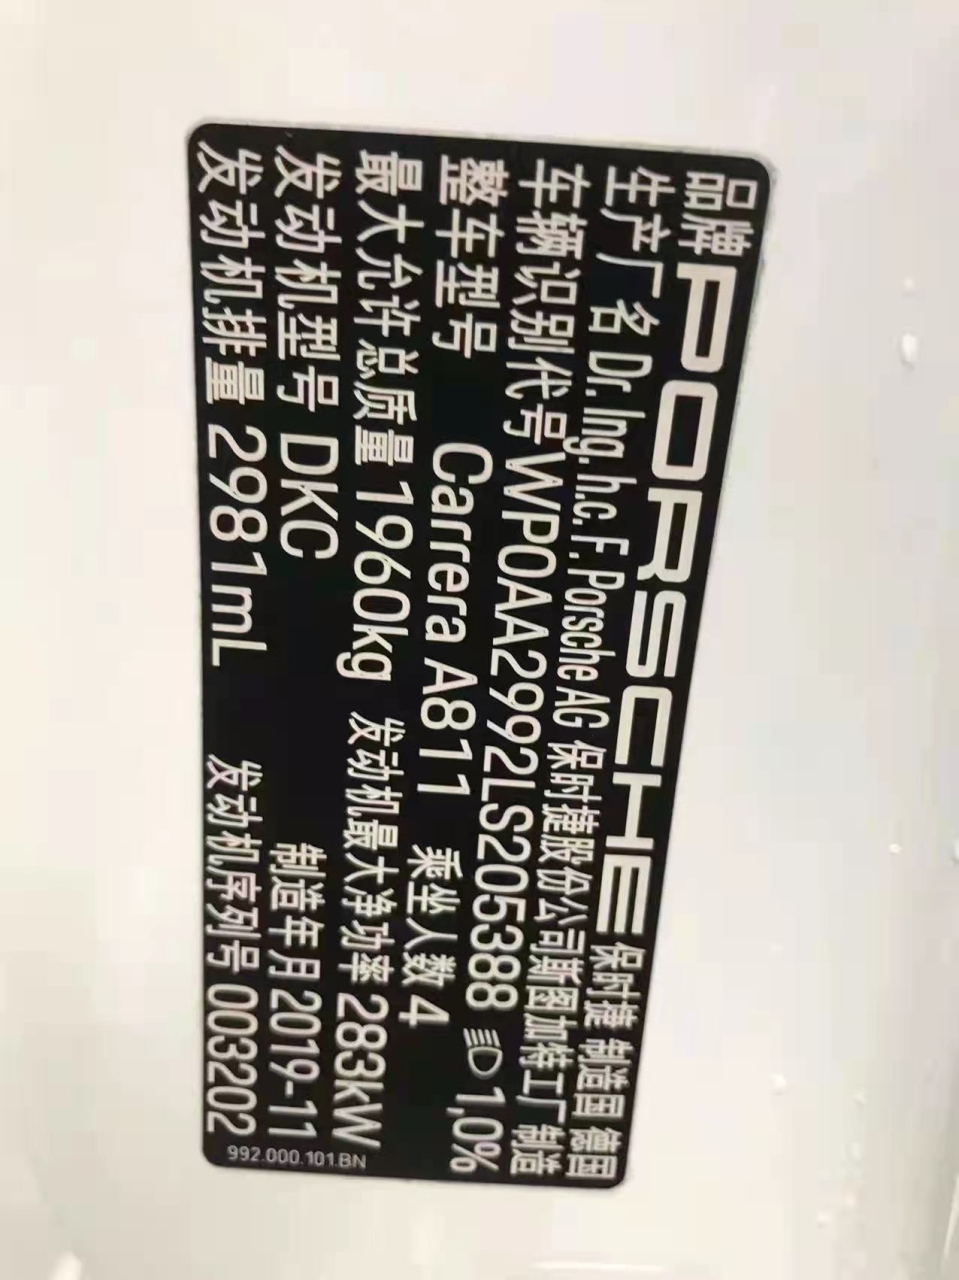 品牌 PORSCHE 保时捷 制造国 德国
生产厂名 Dr. Ing. h.c. F. Porsche AG 保时捷股份公司斯图加特工厂制造
车辆识别代号 WP0AA2992LS205388 1,0%
整车型号 Carrera A811 乘坐人数 4
最大允许总质量 1960kg 发动机最大净功率 283kW
发动机型号 DKC 制造年月 2019-11
发动机排量 2981mL 发动机序列号 003202
992.000.101.BN